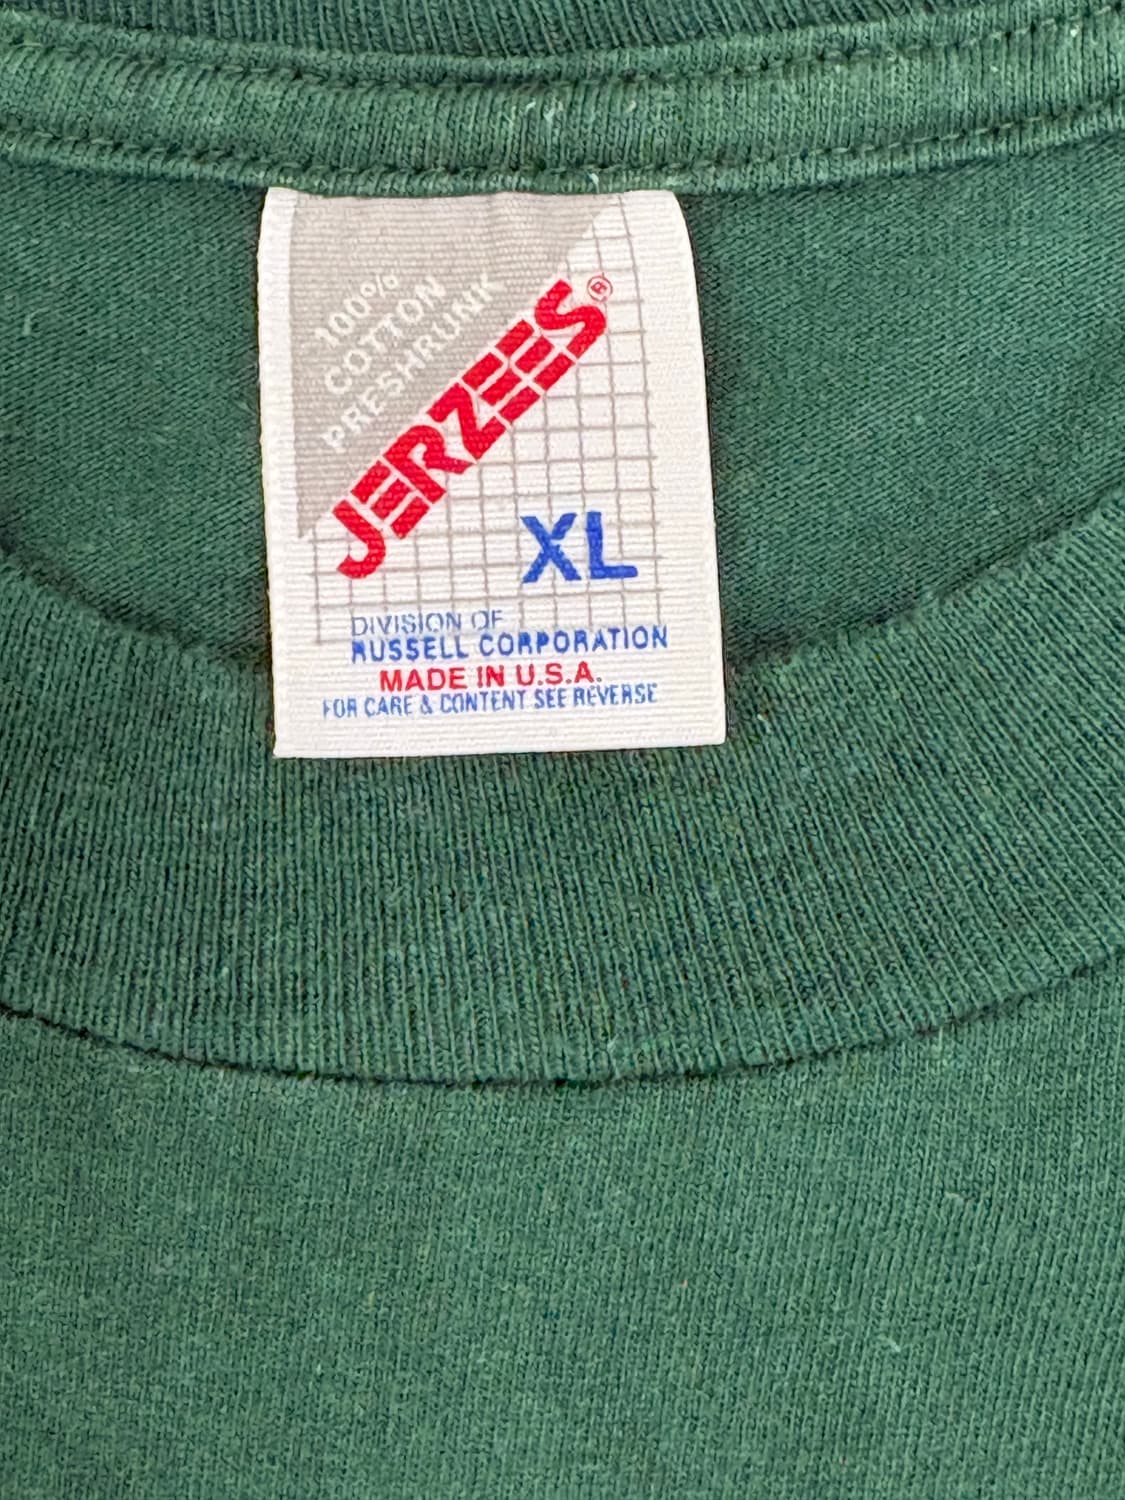 100%
COTTON
PRESHRUNK
JERZEES®
XL
DIVISION OF
RUSSELL CORPORATION
MADE IN U.S.A.
FOR CARE & CONTENT SEE REVERSE